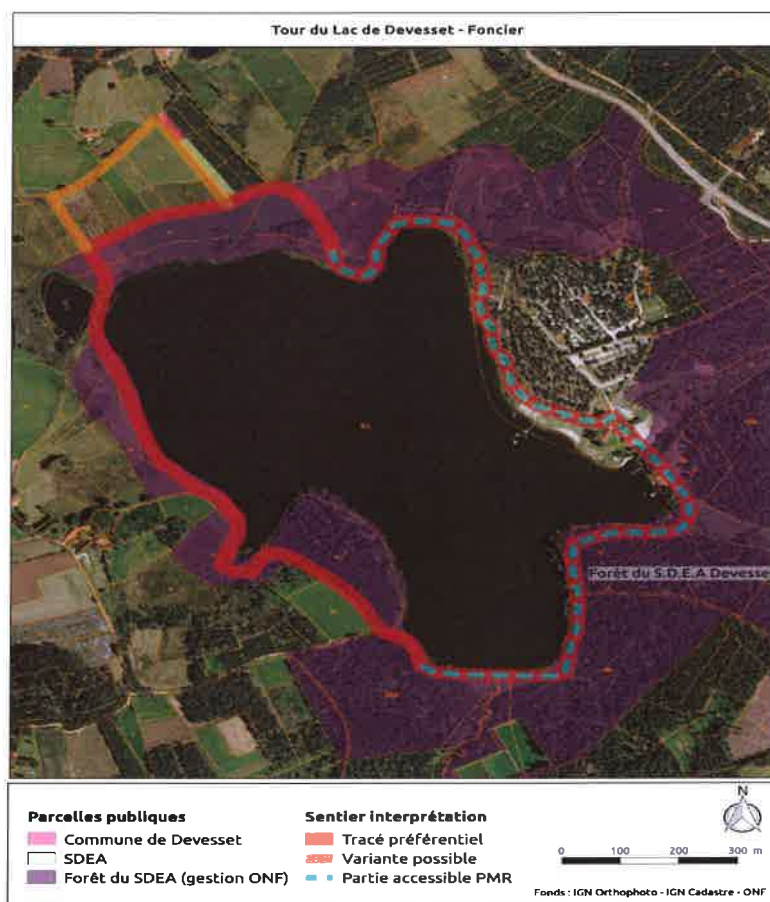 Tour du Lac de Devesset - Foncier
Forêt du S.D.E.A Devesse
Parcelles publiques
Commune de Devesset
SDEA
Forêt du SDEA (gestion ONF)
Sentier interprétation
Tracé préférentiel
Variante possible
Partie accessible PMR
N
0 100 200 300 m
Fonds : IGN Orthophoto - IGN Cadastre - ONF